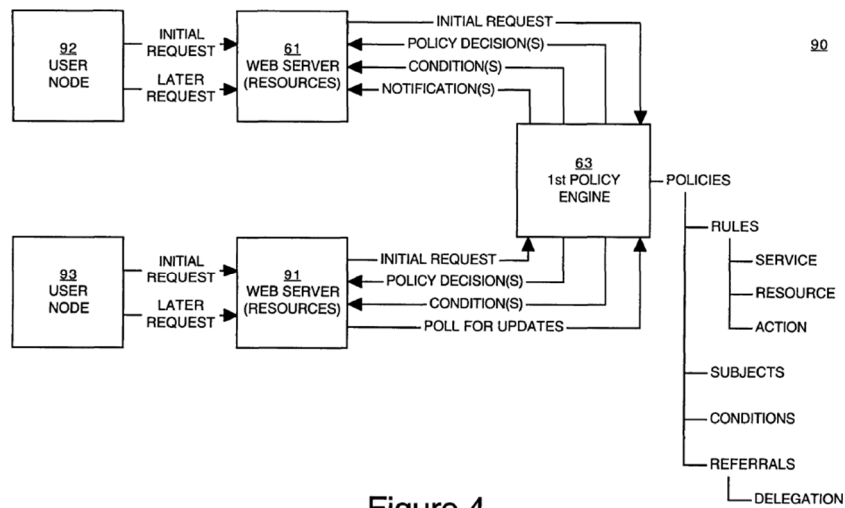 92
USER
NODE
INITIAL
REQUEST
LATER
REQUEST
61
WEB SERVER
(RESOURCES)
INITIAL REQUEST
POLICY DECISION(S)
CONDITION(S)
NOTIFICATION(S)
90
63
1st POLICY
ENGINE
POLICIES
RULES
SERVICE
RESOURCE
ACTION
SUBJECTS
CONDITIONS
REFERRALS
DELEGATION
93
USER
NODE
INITIAL
REQUEST
LATER
REQUEST
91
WEB SERVER
(RESOURCES)
INITIAL REQUEST
POLICY DECISION(S)
CONDITION(S)
POLL FOR UPDATES
Figure 4